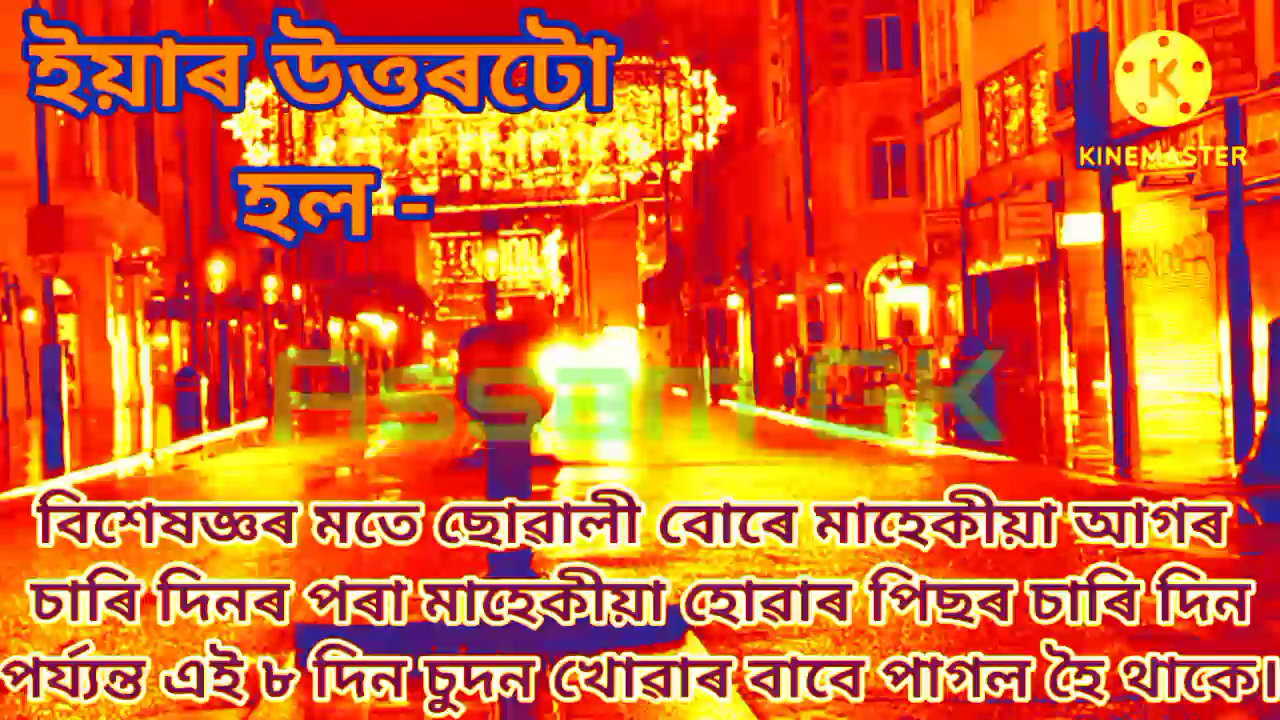 ইয়াৰ উত্তৰটো
হল -
K
KINEMASTER
Assam GK
বিশেষজ্ঞৰ মতে ছোৱালী বোৰে মাহেকীয়া আগৰ
চাৰি দিনৰ পৰা মাহেকীয়া হোৱাৰ পিছৰ চাৰি দিন
পৰ্য্যন্ত এই ৮ দিন চুদন খোৱাৰ বাবে পাগল হৈ থাকে।